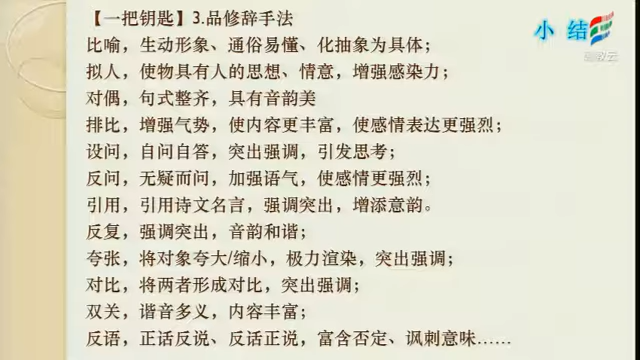 【一把钥匙】3.品修辞手法
小 结
比喻，生动形象、通俗易懂、化抽象为具体；
拟人，使物具有人的思想、情意，增强感染力；
对偶，句式整齐，具有音韵美
排比，增强气势，使内容更丰富，使感情表达更强烈；
设问，自问自答，突出强调，引发思考；
反问，无疑而问，加强语气，使感情更强烈；
引用，引用诗文名言，强调突出，增添意韵。
反复，强调突出，音韵和谐；
夸张，将对象夸大/缩小，极力渲染，突出强调；
对比，将两者形成对比，突出强调；
双关，谐音多义，内容丰富；
反语，正话反说、反话正说，富含否定、讽刺意味……